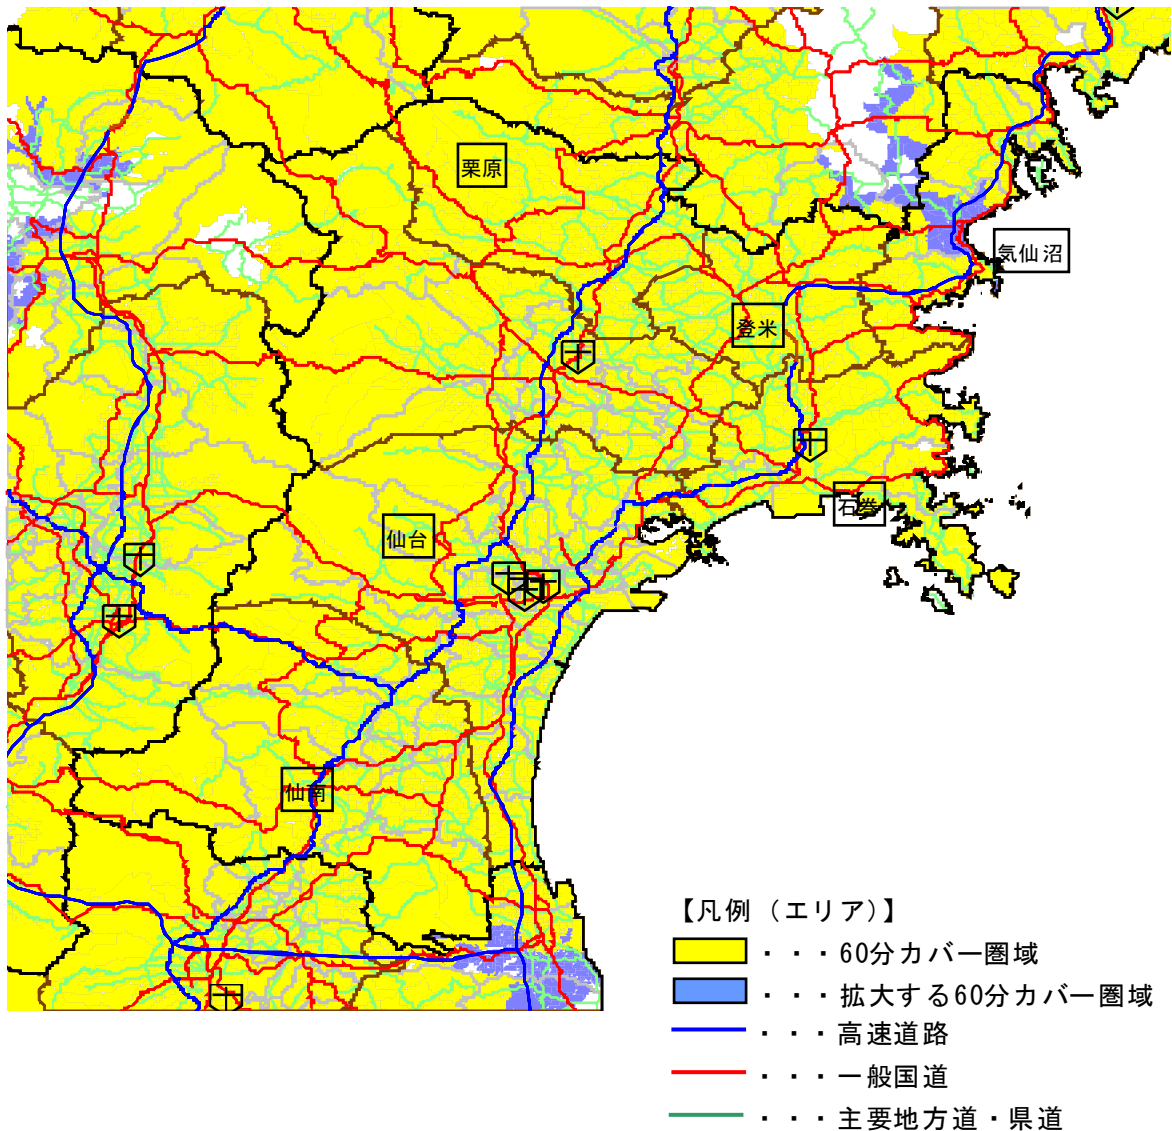 栗原
気仙沼
登米
石巻
仙台
仙南
【凡例（エリア）】
・・・60分カバー圏域
・・・拡大する60分カバー圏域
・・・高速道路
・・・一般国道
・・・主要地方道・県道